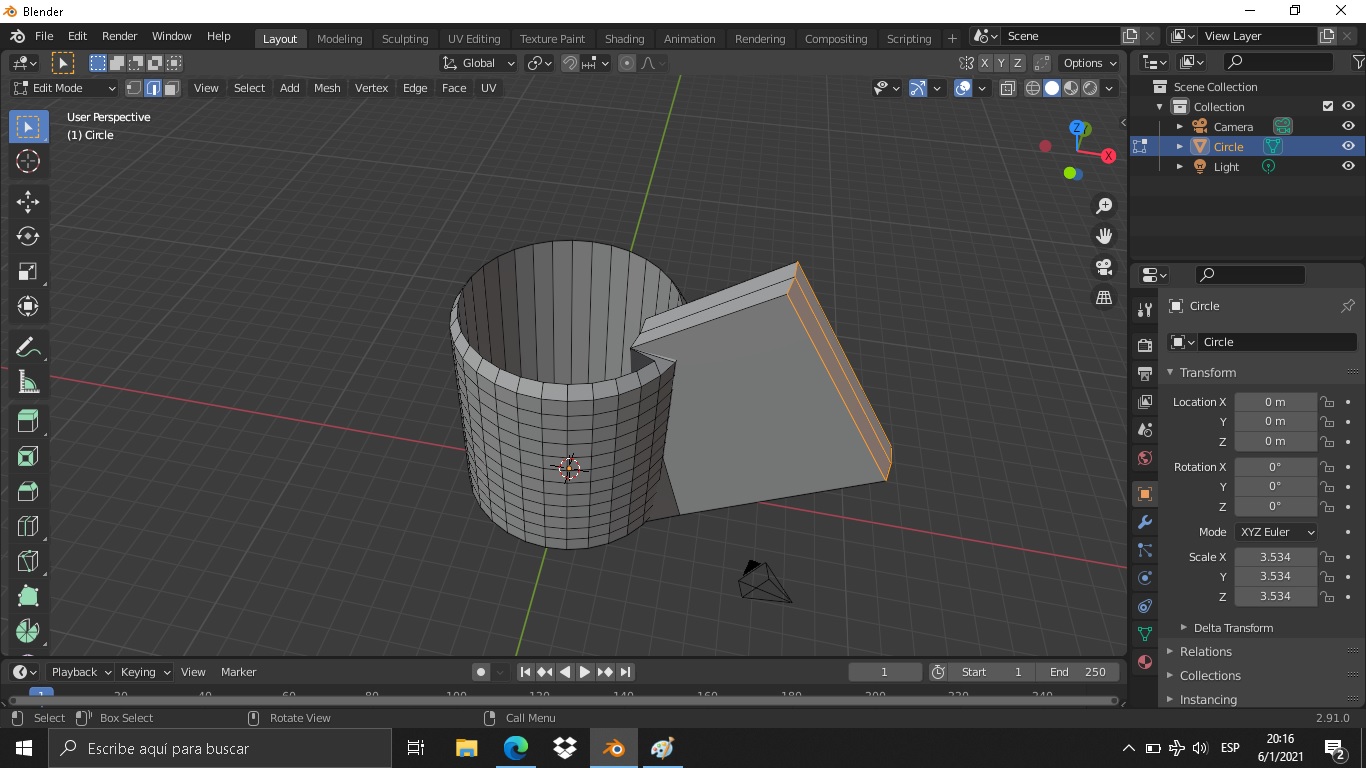 Blender
File Edit Render Window Help Layout Modeling Sculpting UV Editing Texture Paint Shading Animation Rendering Compositing Scripting + Scene View Layer
Global X Y Z Options
Edit Mode View Select Add Mesh Vertex Edge Face UV
User Perspective
(1) Circle
Z
X
Scene Collection
Collection
Camera
Circle
Light
Circle
Circle
Transform
Location X 0 m
Y 0 m
Z 0 m
Rotation X 0°
Y 0°
Z 0°
Mode XYZ Euler
Scale X 3.534
Y 3.534
Z 3.534
Delta Transform
Relations
Collections
Instancing
Playback Keying View Marker 1 Start 1 End 250
1 20 40 60 80 100 120 140 160 180 200 220 240
Select Box Select Rotate View Call Menu 2.91.0
Escribe aquí para buscar
ESP
20:16
6/1/2021
2